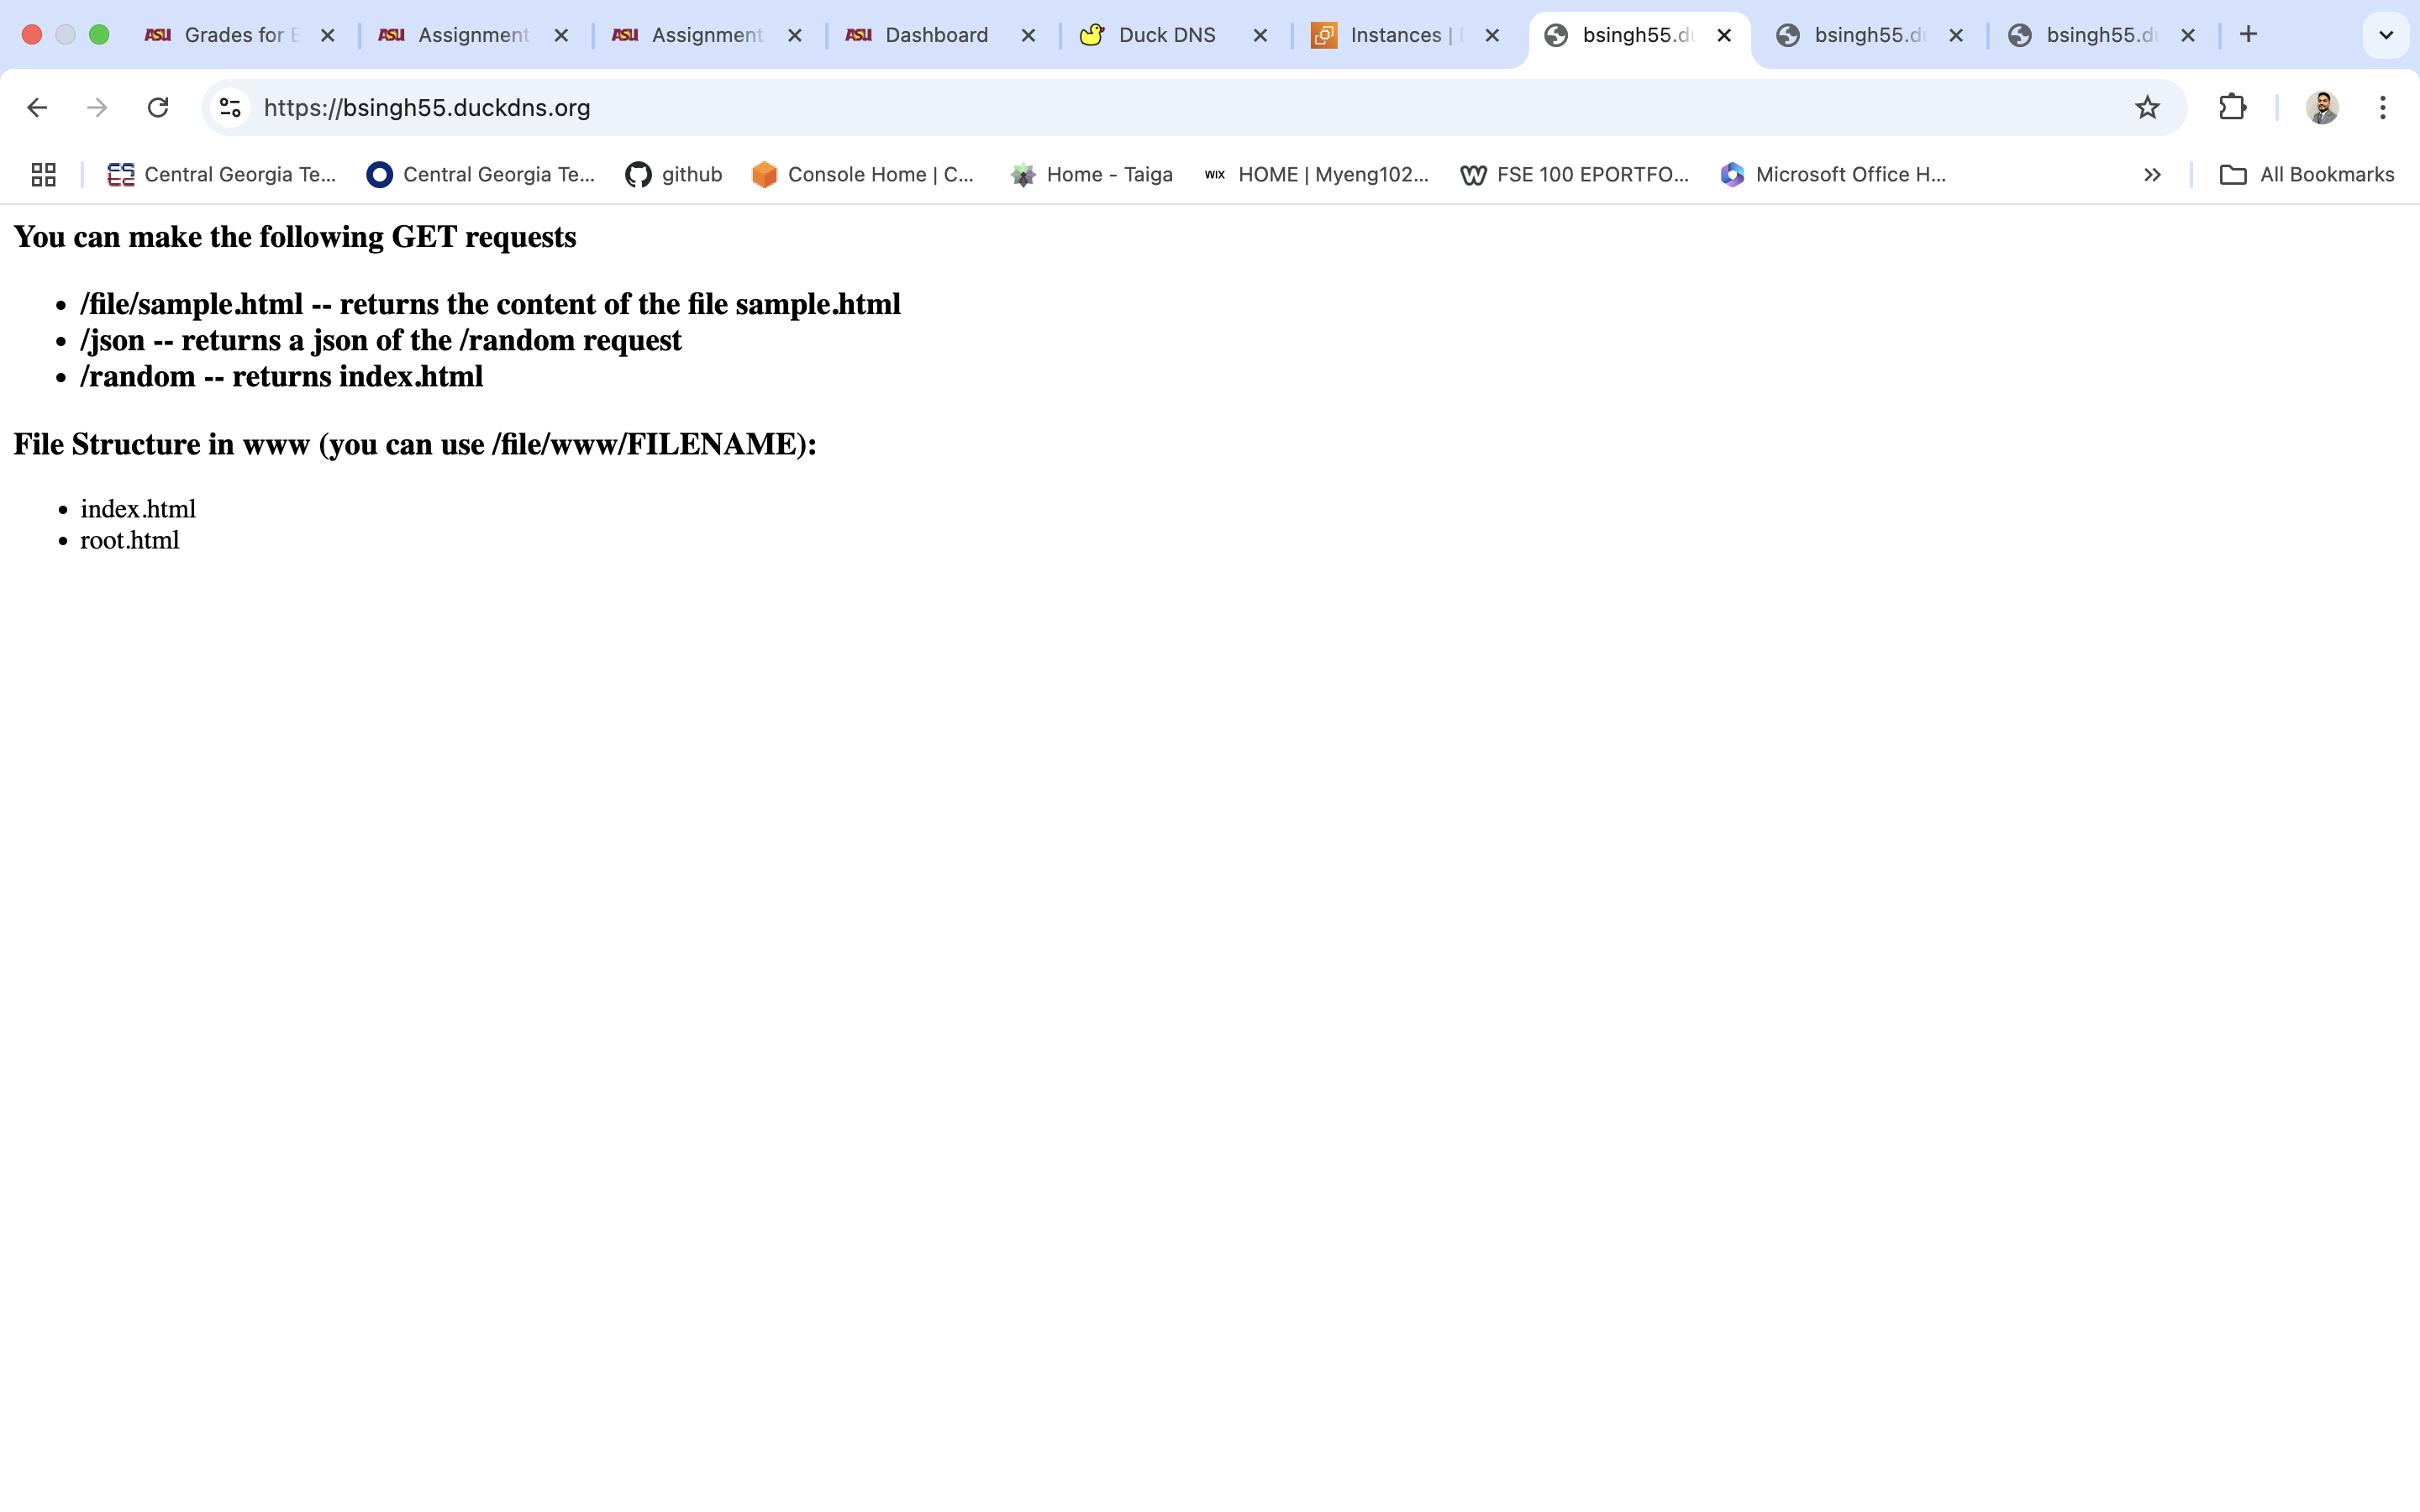 ASU Grades for E
ASU Assignment
ASU Assignment
ASU Dashboard
Duck DNS
Instances | E
bsingh55.du
bsingh55.du
bsingh55.du
https://bsingh55.duckdns.org
Central Georgia Te...
Central Georgia Te...
github
Console Home | C...
Home - Taiga
WIX HOME | Myeng102...
FSE 100 EPORTFO...
Microsoft Office H...
All Bookmarks
You can make the following GET requests
• /file/sample.html -- returns the content of the file sample.html
• /json -- returns a json of the /random request
• /random -- returns index.html
File Structure in www (you can use /file/www/FILENAME):
• index.html
• root.html